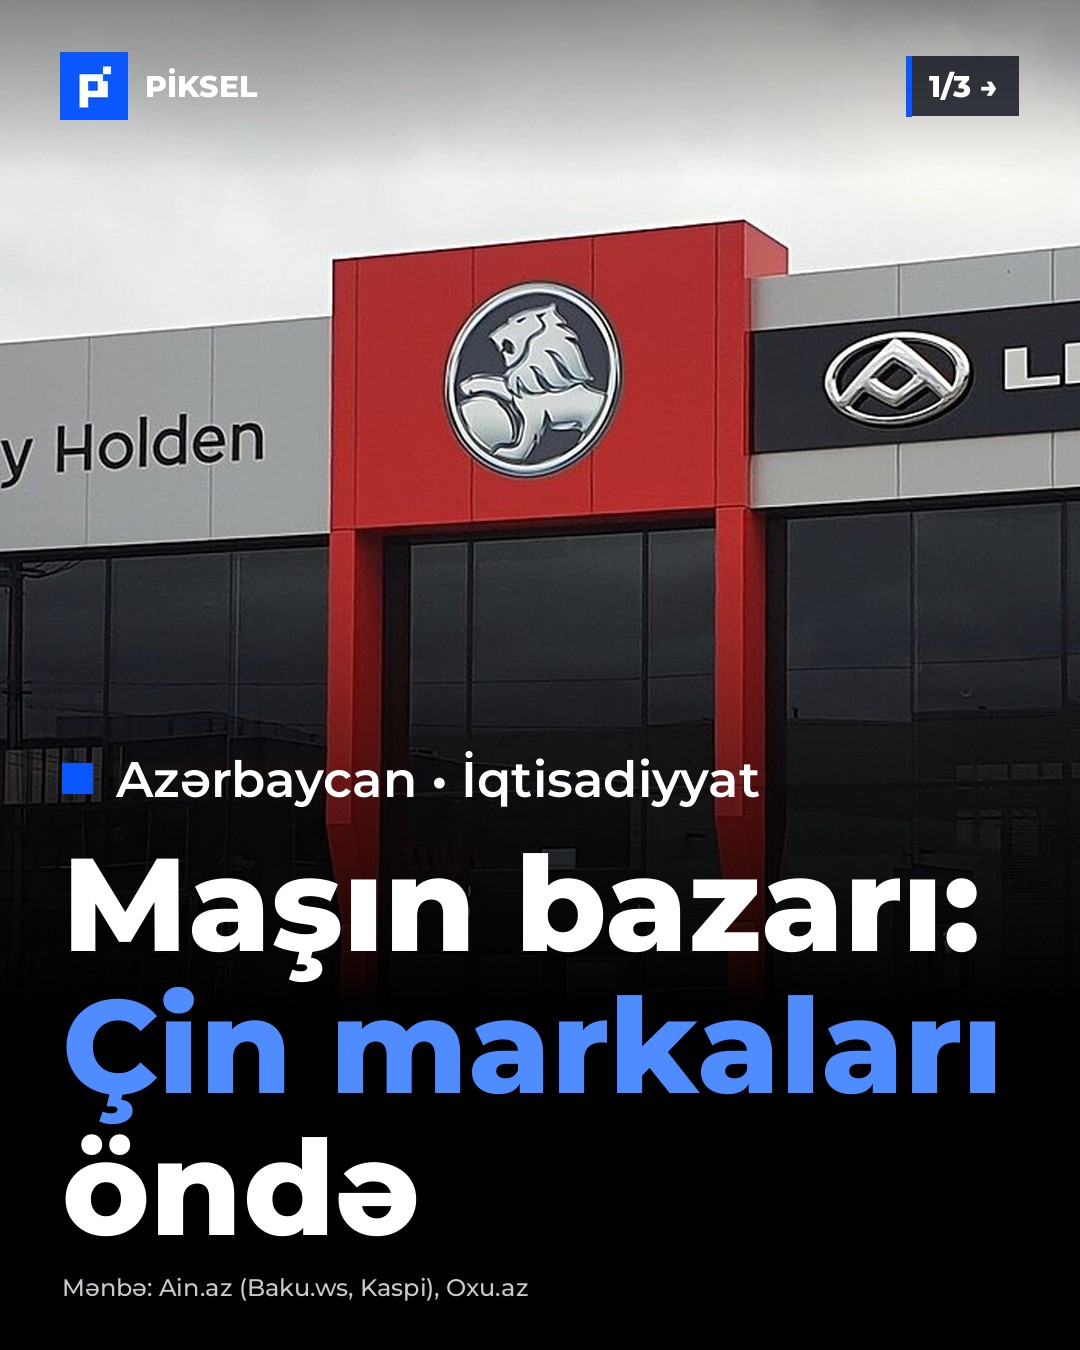 PİKSEL
1/3 →
y Holden
Azərbaycan • İqtisadiyyat
Maşın bazarı:
Çin markaları
öndə
Mənbə: Ain.az (Baku.ws, Kaspi), Oxu.az